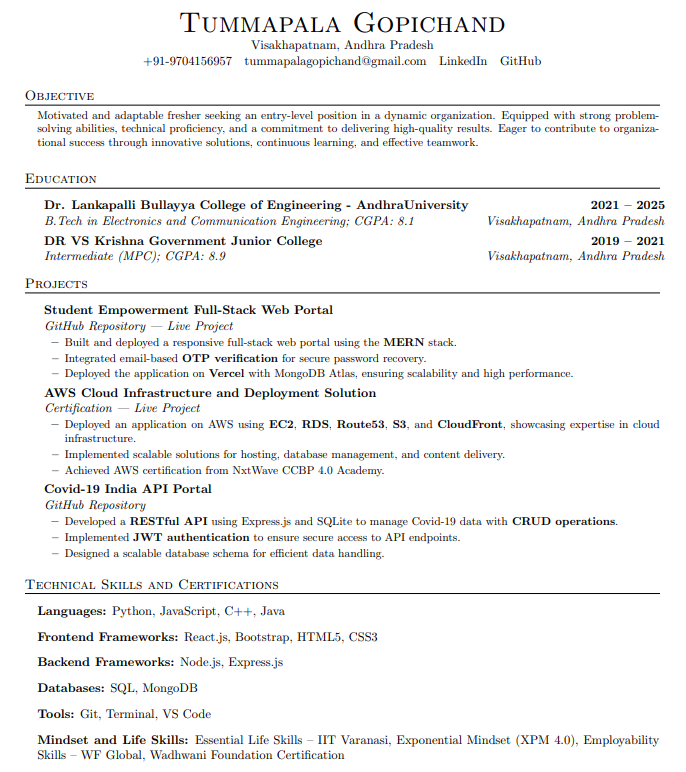 Tummapala Gopichand
Visakhapatnam, Andhra Pradesh
+91-9704156957 tummapalagopichand@gmail.com LinkedIn GitHub
Objective
Motivated and adaptable fresher seeking an entry-level position in a dynamic organization. Equipped with strong problem-
solving abilities, technical proficiency, and a commitment to delivering high-quality results. Eager to contribute to organiza-
tional success through innovative solutions, continuous learning, and effective teamwork.
Education
Dr. Lankapalli Bullayya College of Engineering - AndhraUniversity 2021 – 2025
B.Tech in Electronics and Communication Engineering; CGPA: 8.1 Visakhapatnam, Andhra Pradesh
DR VS Krishna Government Junior College 2019 – 2021
Intermediate (MPC); CGPA: 8.9 Visakhapatnam, Andhra Pradesh
Projects
Student Empowerment Full-Stack Web Portal
GitHub Repository — Live Project
– Built and deployed a responsive full-stack web portal using the MERN stack.
– Integrated email-based OTP verification for secure password recovery.
– Deployed the application on Vercel with MongoDB Atlas, ensuring scalability and high performance.
AWS Cloud Infrastructure and Deployment Solution
Certification — Live Project
– Deployed an application on AWS using EC2, RDS, Route53, S3, and CloudFront, showcasing expertise in cloud
infrastructure.
– Implemented scalable solutions for hosting, database management, and content delivery.
– Achieved AWS certification from NxtWave CCBP 4.0 Academy.
Covid-19 India API Portal
GitHub Repository
– Developed a RESTful API using Express.js and SQLite to manage Covid-19 data with CRUD operations.
– Implemented JWT authentication to ensure secure access to API endpoints.
– Designed a scalable database schema for efficient data handling.
Technical Skills and Certifications
Languages: Python, JavaScript, C++, Java
Frontend Frameworks: React.js, Bootstrap, HTML5, CSS3
Backend Frameworks: Node.js, Express.js
Databases: SQL, MongoDB
Tools: Git, Terminal, VS Code
Mindset and Life Skills: Essential Life Skills – IIT Varanasi, Exponential Mindset (XPM 4.0), Employability
Skills – WF Global, Wadhwani Foundation Certification